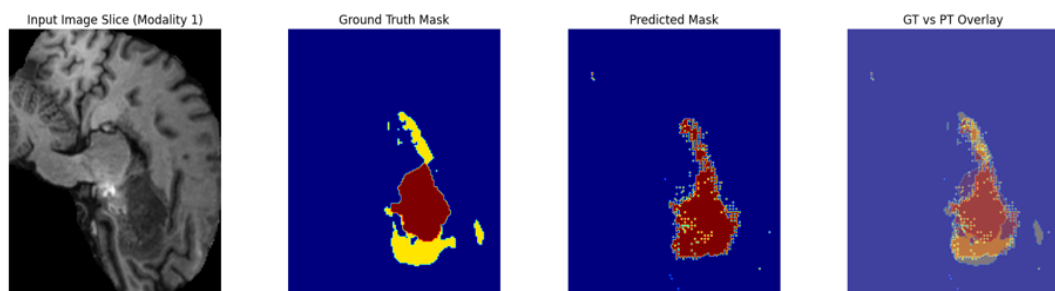 Input Image Slice (Modality 1)
Ground Truth Mask
Predicted Mask
GT vs PT Overlay